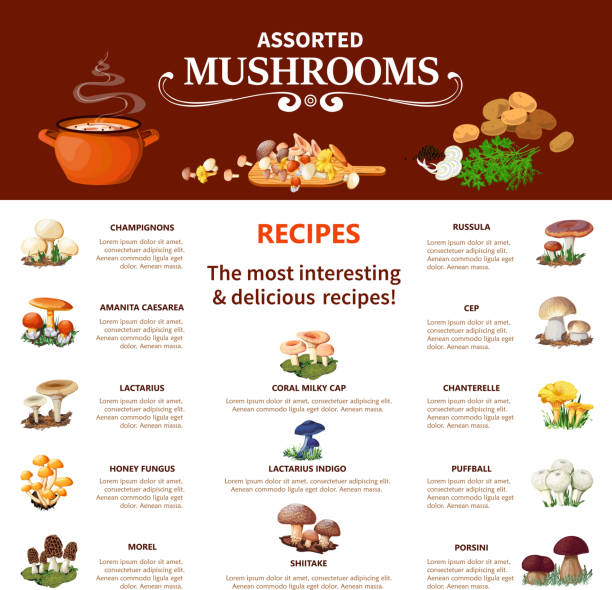 ASSORTED
MUSHROOMS
CHAMPIGNONS
Lorem ipsum dolor sit amet,
consectetuer adipiscing elit.
Aenean commodo ligula
eget dolor. Aenean massa.
AMANITA CAESAREA
Lorem ipsum dolor sit amet,
consectetuer adipiscing elit.
Aenean commodo ligula
eget dolor. Aenean massa.
LACTARIUS
Lorem ipsum dolor sit amet,
consectetuer adipiscing elit.
Aenean commodo ligula
eget dolor. Aenean massa.
HONEY FUNGUS
Lorem ipsum dolor sit amet,
consectetuer adipiscing elit.
Aenean commodo ligula
eget dolor. Aenean massa.
MOREL
Lorem ipsum dolor sit amet,
consectetuer adipiscing elit.
Aenean commodo ligula
eget dolor. Aenean massa.
RECIPES
The most interesting
& delicious recipes!
CORAL MILKY CAP
Lorem ipsum dolor sit amet, consectetuer adipiscing elit.
Aenean commodo ligula eget dolor. Aenean massa.
LACTARIUS INDIGO
Lorem ipsum dolor sit amet, consectetuer adipiscing elit.
Aenean commodo ligula eget dolor. Aenean massa.
SHIITAKE
Lorem ipsum dolor sit amet, consectetuer adipiscing elit.
Aenean commodo ligula eget dolor. Aenean massa.
RUSSULA
Lorem ipsum dolor sit amet,
consectetuer adipiscing elit.
Aenean commodo ligula
eget dolor. Aenean massa.
CEP
Lorem ipsum dolor sit amet,
consectetuer adipiscing elit.
Aenean commodo ligula
eget dolor. Aenean massa.
CHANTERELLE
Lorem ipsum dolor sit amet,
consectetuer adipiscing elit.
Aenean commodo ligula
eget dolor. Aenean massa.
PUFFBALL
Lorem ipsum dolor sit amet,
consectetuer adipiscing elit.
Aenean commodo ligula
eget dolor. Aenean massa.
PORSINI
Lorem ipsum dolor sit amet,
consectetuer adipiscing elit.
Aenean commodo ligula
eget dolor. Aenean massa.